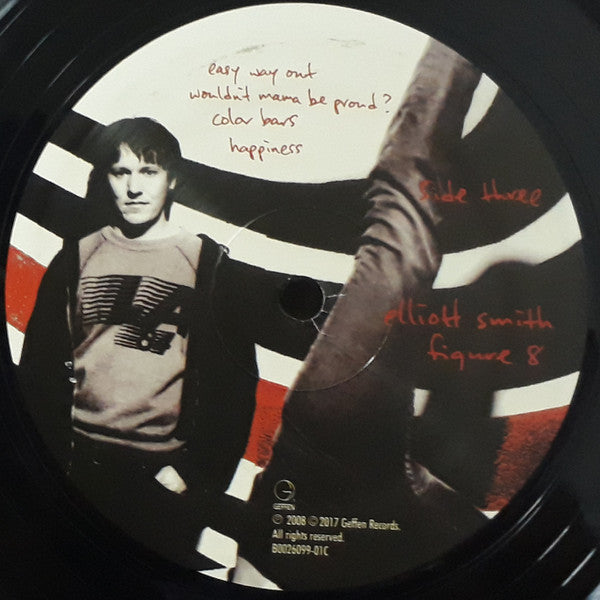 easy way out
wouldn't mama be proud?
color bars
happiness
side three
elliott smith
figure 8
G
GEFFEN
℗ 2008 © 2017 Geffen Records.
All rights reserved.
B0026099-01C